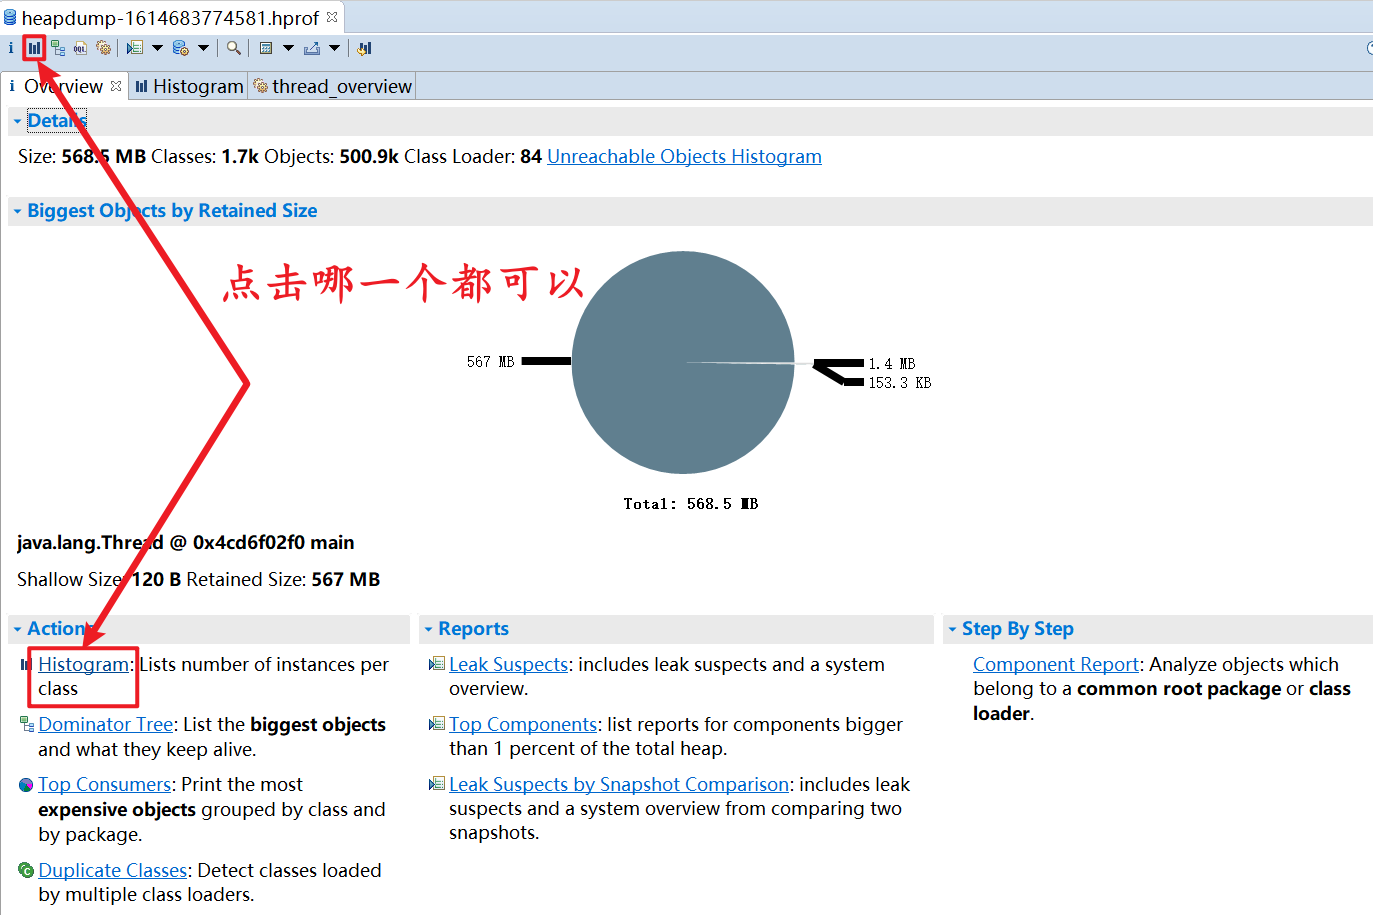 heapdump-1614683774581.hprof
Overview Histogram thread_overview
Details
Size: 568.5 MB Classes: 1.7k Objects: 500.9k Class Loader: 84 Unreachable Objects Histogram
Biggest Objects by Retained Size
点击哪一个都可以
567 MB
1.4 MB
153.3 KB
Total: 568.5 MB
java.lang.Thread @ 0x4cd6f02f0 main
Shallow Size: 120 B Retained Size: 567 MB
Actions
Histogram: Lists number of instances per
class
Dominator Tree: List the biggest objects
and what they keep alive.
Top Consumers: Print the most
expensive objects grouped by class and
by package.
Duplicate Classes: Detect classes loaded
by multiple class loaders.
Reports
Leak Suspects: includes leak suspects and a system
overview.
Top Components: list reports for components bigger
than 1 percent of the total heap.
Leak Suspects by Snapshot Comparison: includes leak
suspects and a system overview from comparing two
snapshots.
Step By Step
Component Report: Analyze objects which
belong to a common root package or class
loader.